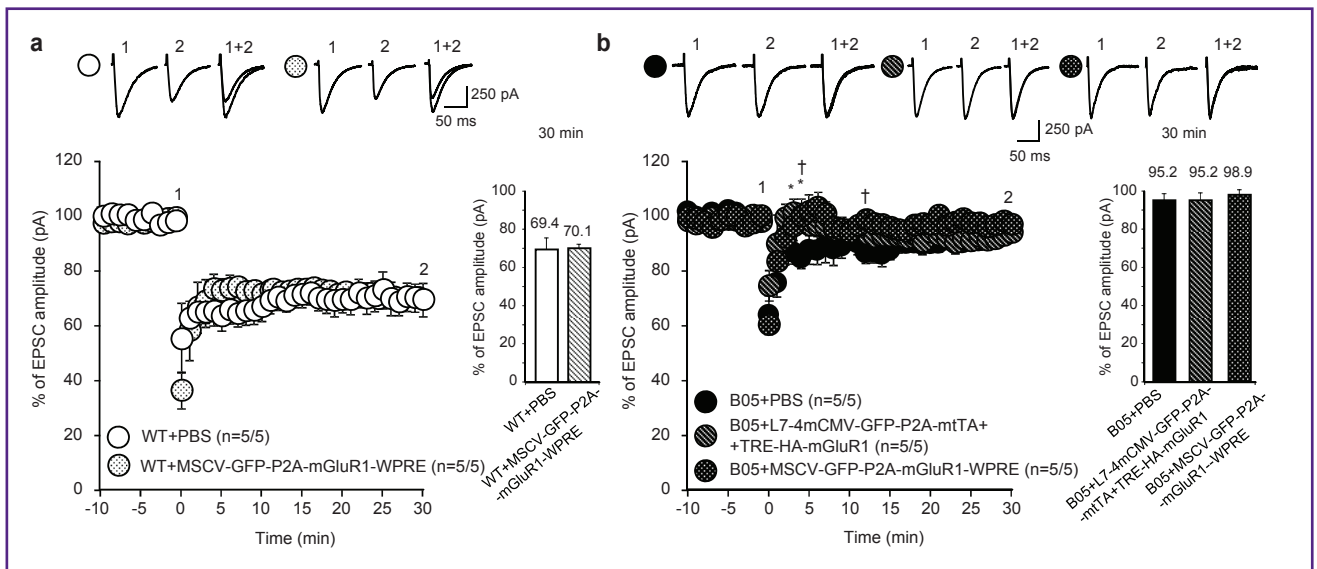 a
1 2 1+2 1 2 1+2
250 pA
50 ms
30 min
120
100
80
60
40
20
0
% of EPSC amplitude (pA)
1
2
WT+PBS (n=5/5)
WT+MSCV-GFP-P2A-mGluR1-WPRE (n=5/5)
-10 -5 0 5 10 15 20 25 30
Time (min)
% of EPSC amplitude (pA)
100
80
60
40
20
0
69.4
70.1
WT+PBS
WT+MSCV-GFP-P2A-
-mGluR1-WPRE
b
1 2 1+2 1 2 1+2 1 2 1+2
250 pA
50 ms
30 min
120
100
80
60
40
20
0
% of EPSC amplitude (pA)
1
†
* *
†
2
B05+PBS (n=5/5)
B05+L7-4mCMV-GFP-P2A-mtTA+
+TRE-HA-mGluR1 (n=5/5)
B05+MSCV-GFP-P2A-mGluR1-WPRE (n=5/5)
-10 -5 0 5 10 15 20 25 30
Time (min)
% of EPSC amplitude (pA)
100
80
60
40
20
0
95.2 95.2 98.9
B05+PBS
B05+L7-4mCMV-GFP-P2A-
-mtTA+TRE-HA-mGluR1
B05+MSCV-GFP-P2A-
-mGluR1--WPRE